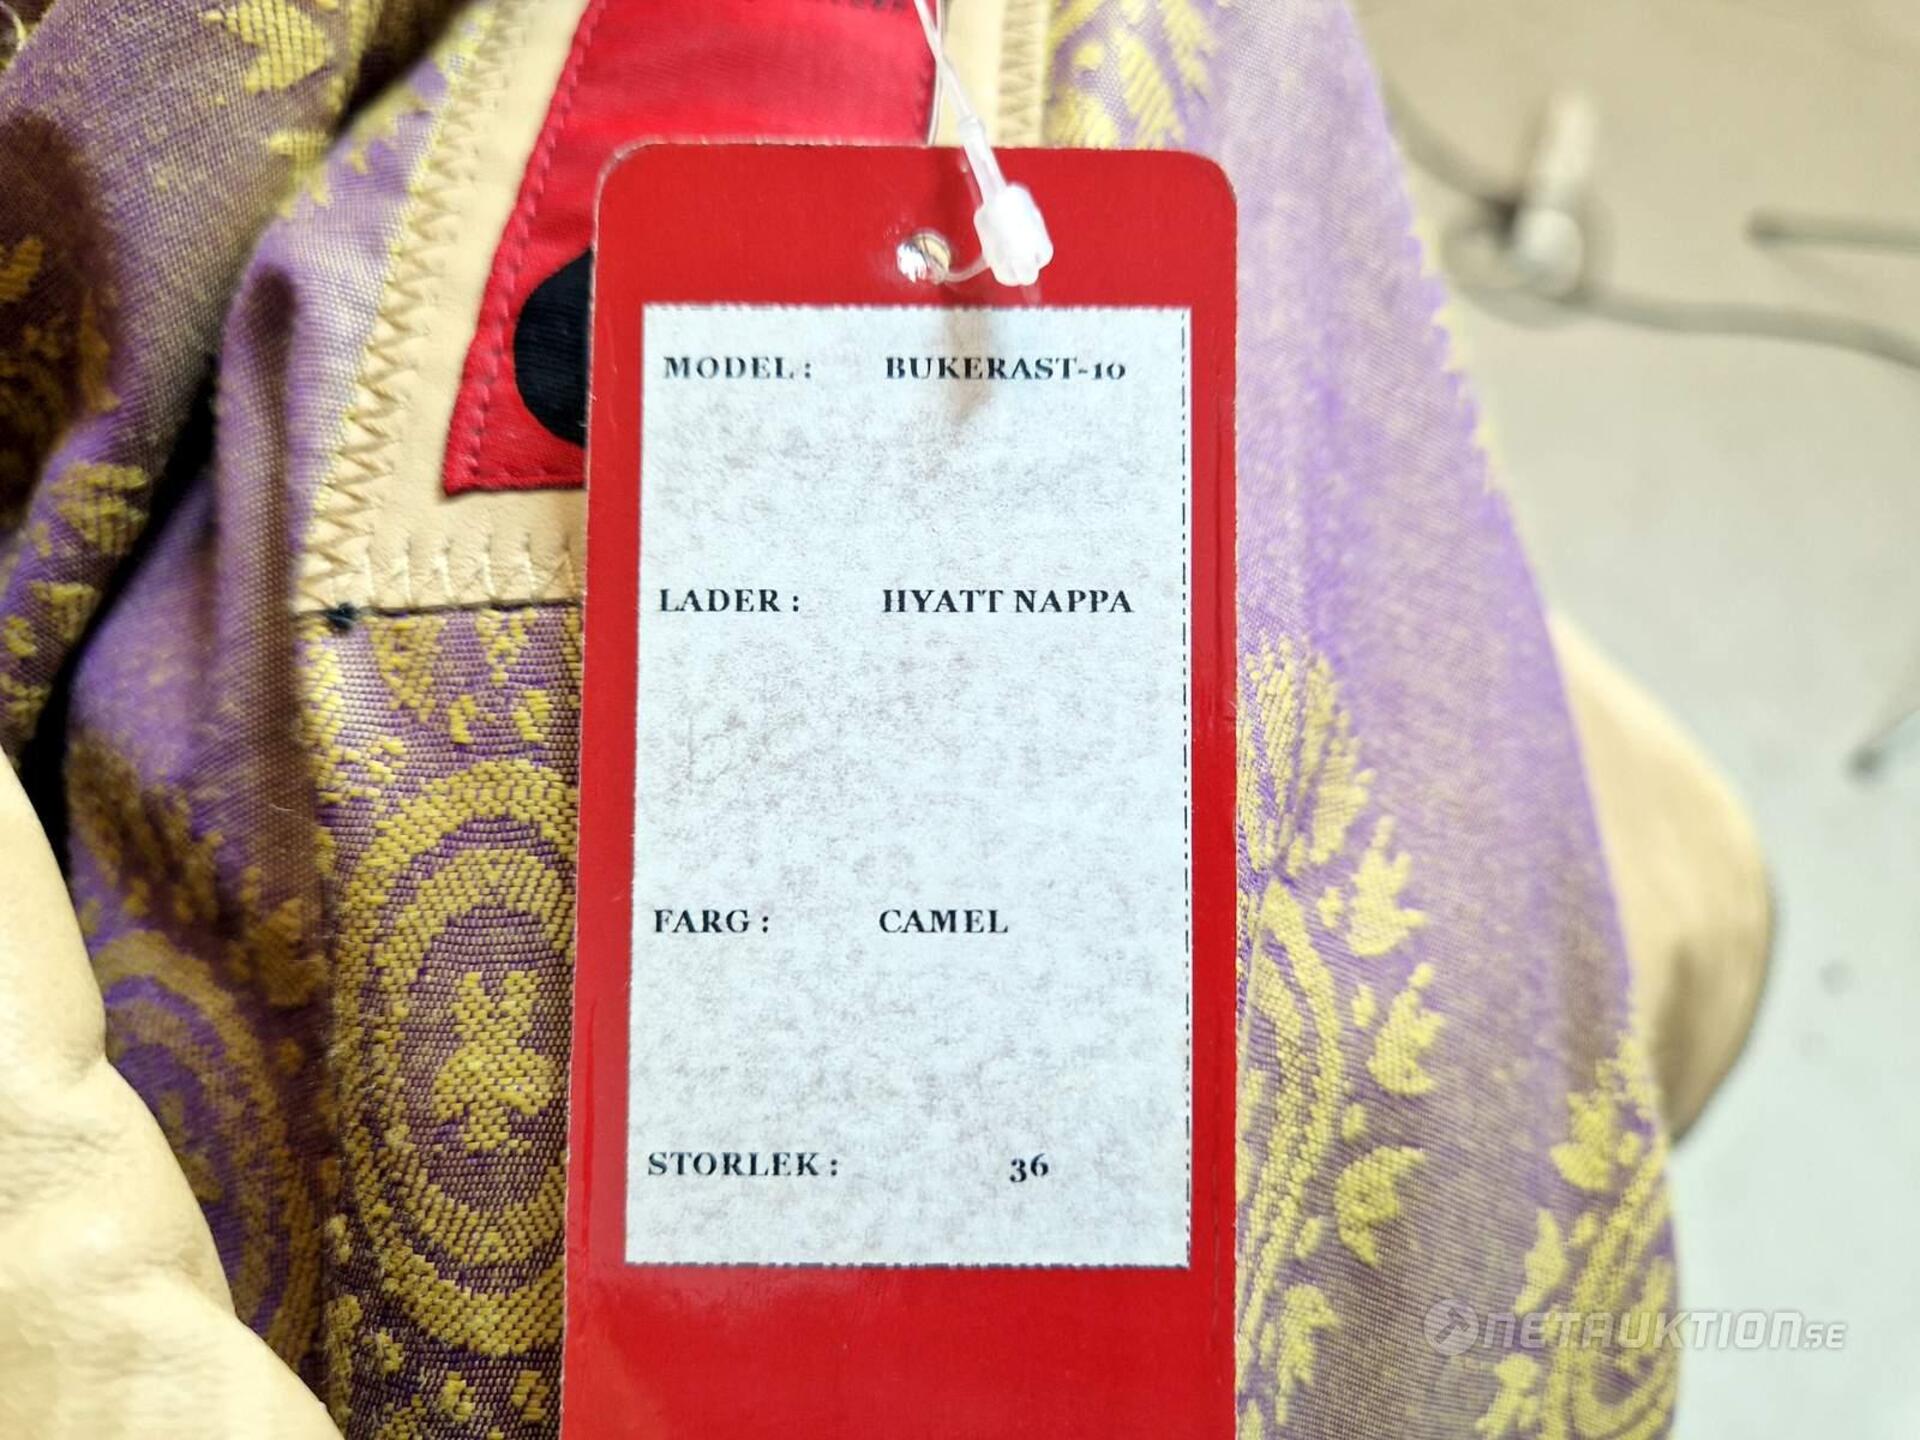 MODEL : BUKERAST-10
LADER : HYATT NAPPA
FARG : CAMEL
STORLEK : 36
NETAUKTION.SE